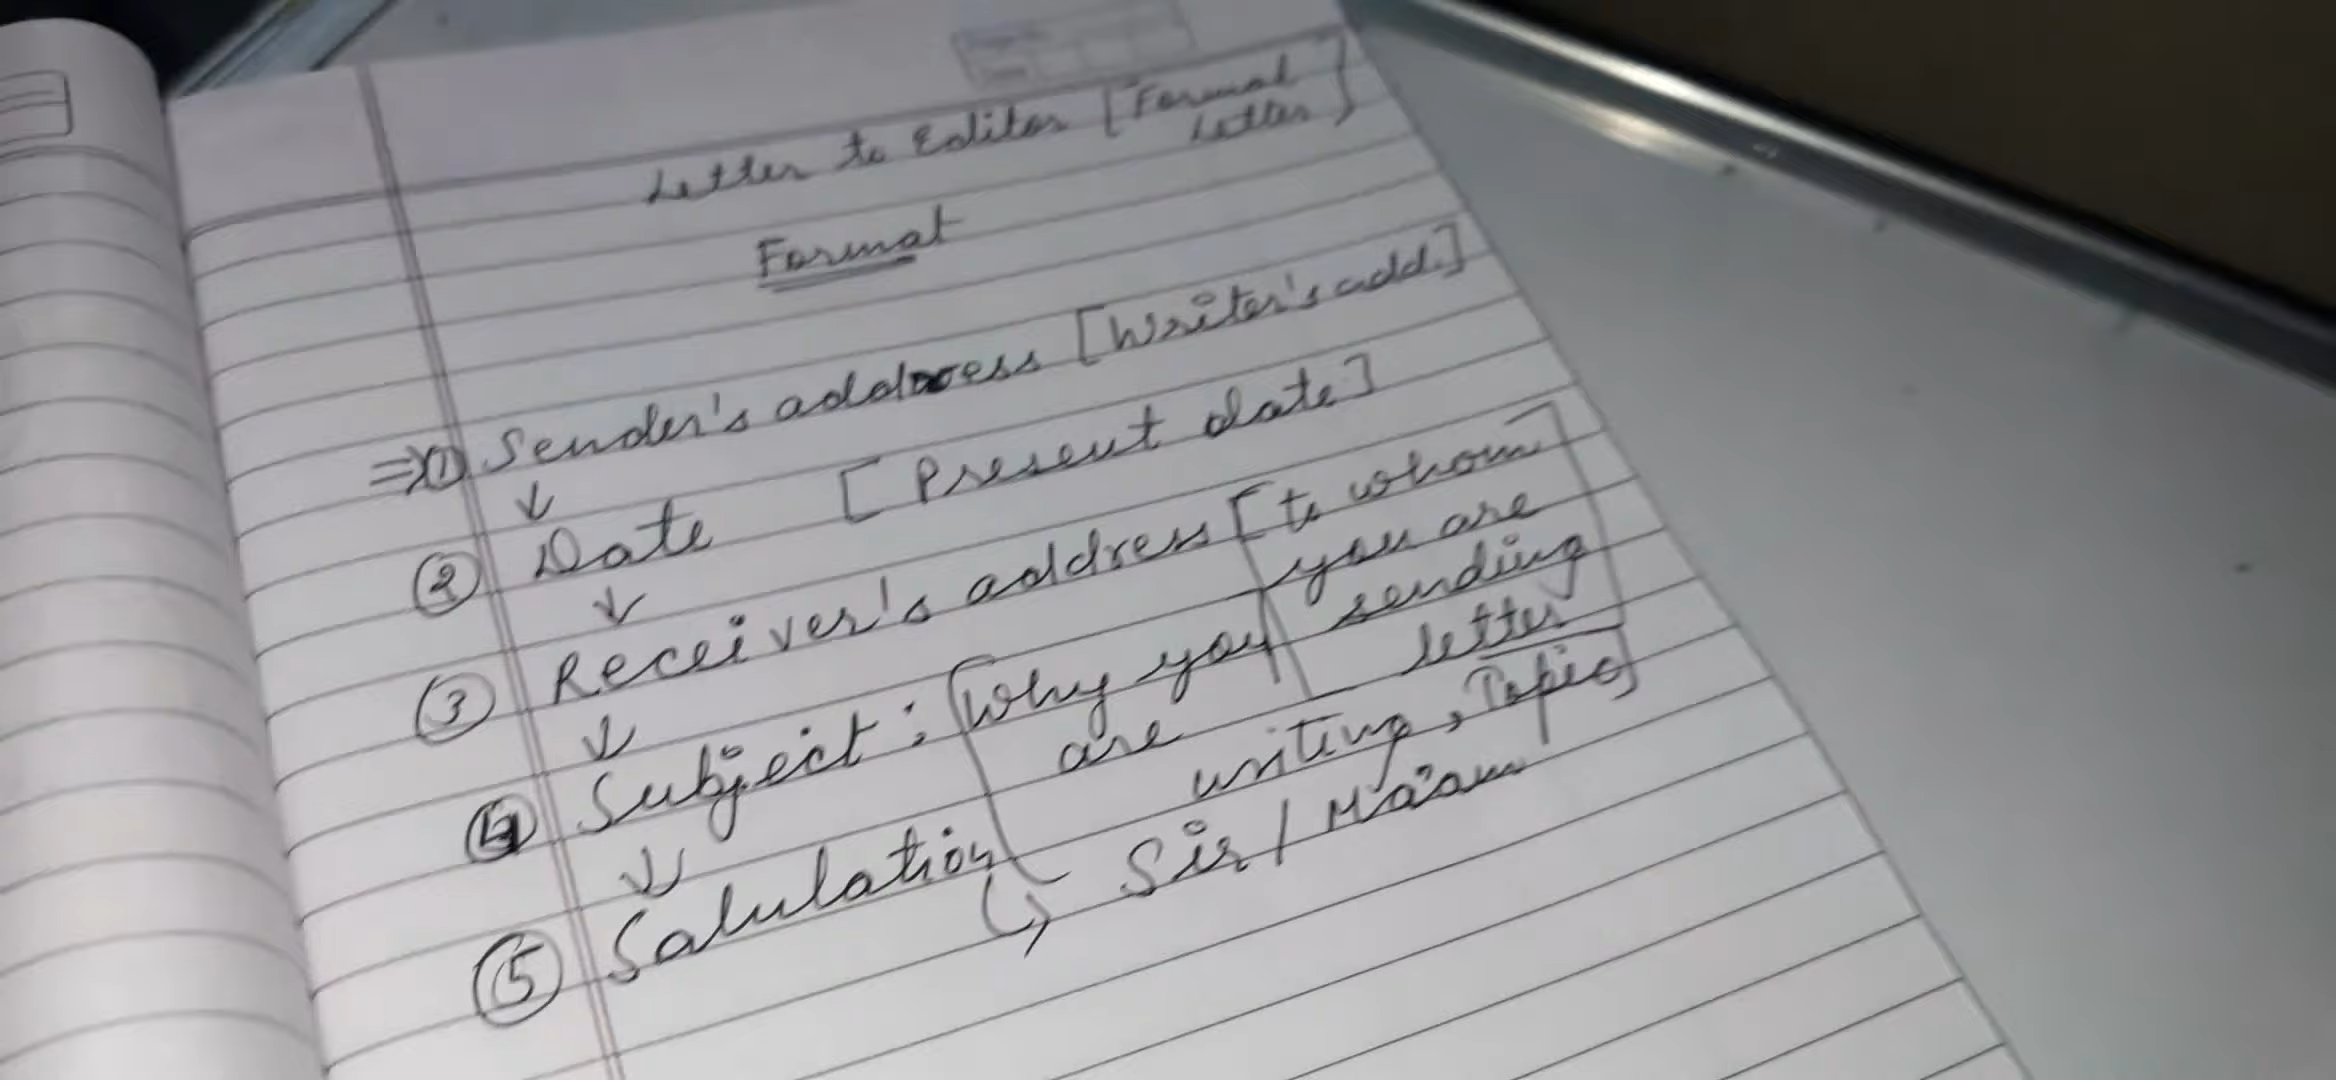 Letter to Editor [Formal
Letter]
Format
⇒ ① Sender's address [Writer's add.]
↓
② Date [Present date]
↓
③ Receiver's address [to whom
you are
sending
letter]
↓
④ Subject : [Why you
are
writing, Topic]
↓
⑤ Salulation
↳ Sir / Ma'am